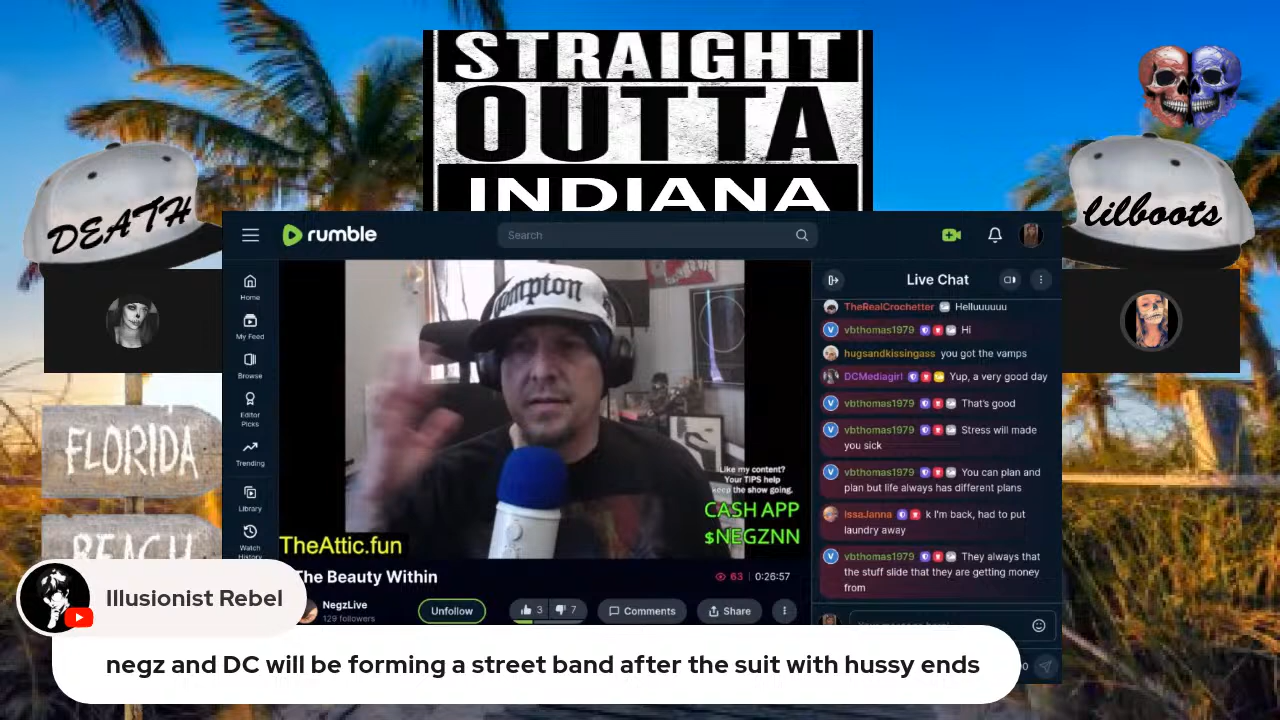 STRAIGHT
OUTTA
INDIANA
DEATH
lilboots
FLORIDA
BEACH
rumble
Search
Home
My Feed
Browse
Editor
Picks
Trending
Library
Watch
History
compton
Like my content?
Your TIPS help
keep the show going.
CASH APP
$NEGZNN
TheAttic.fun
The Beauty Within
63 0:26:57
NegzLive
129 followers
Unfollow
3
7
Comments
Share
Live Chat
TheRealCrochetter Helluuuuuu
vbthomas1979 Hi
hugsandkissingass you got the vamps
DCMediagirl Yup, a very good day
vbthomas1979 That's good
vbthomas1979 Stress will made
you sick
vbthomas1979 You can plan and
plan but life always has different plans
IssaJanna k I'm back, had to put
laundry away
vbthomas1979 They always that
the stuff slide that they are getting money
from
Illusionist Rebel
negz and DC will be forming a street band after the suit with hussy ends